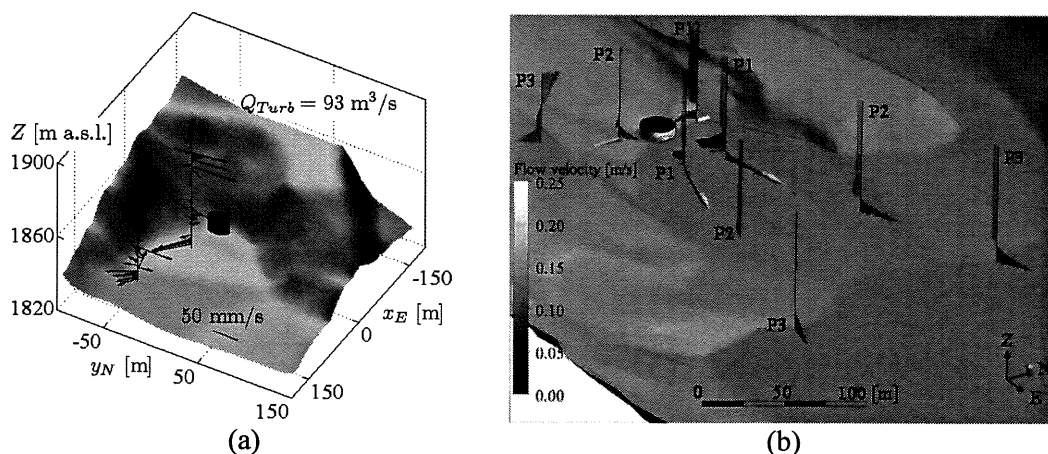 Q_Turb = 93 m³/s
Z [m a.s.l.]
1900
1860
1820
-50
50
150
y_N [m]
-150
0
150
x_E [m]
50 mm/s
(a)
P3
P2
P1
P1
P2
P3
P1
P2
P3
Flow velocity [m/s]
0.25
0.20
0.15
0.10
0.05
0.00
0
50
100 [m]
Z
N
E
(b)